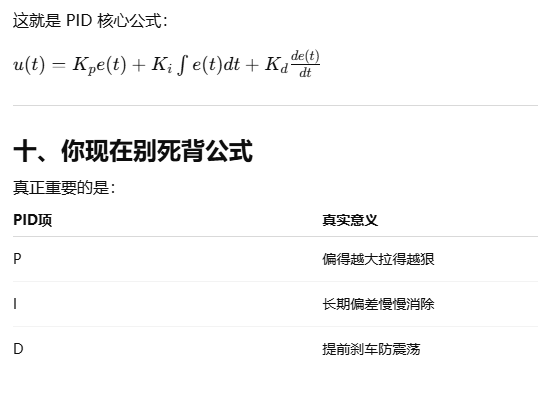 这就是 PID 核心公式：
u(t) = K_p e(t) + K_i ∫ e(t)dt + K_d \frac{de(t)}{dt}
十、你现在别死背公式
真正重要的是：
PID项 真实意义
P 偏得越大拉得越狠
I 长期偏差慢慢消除
D 提前刹车防震荡